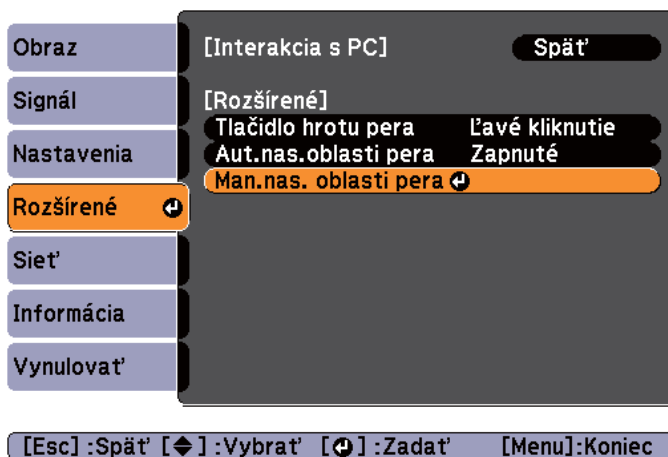 Obraz
Signál
Nastavenia
Rozšírené
Sieť
Informácia
Vynulovať
[Interakcia s PC] Späť
[Rozšírené]
Tlačidlo hrotu pera Ľavé kliknutie
Aut.nas.oblasti pera Zapnuté
Man.nas. oblasti pera
[Esc] :Späť [ ] :Vybrať [ ] :Zadať [Menu]:Koniec